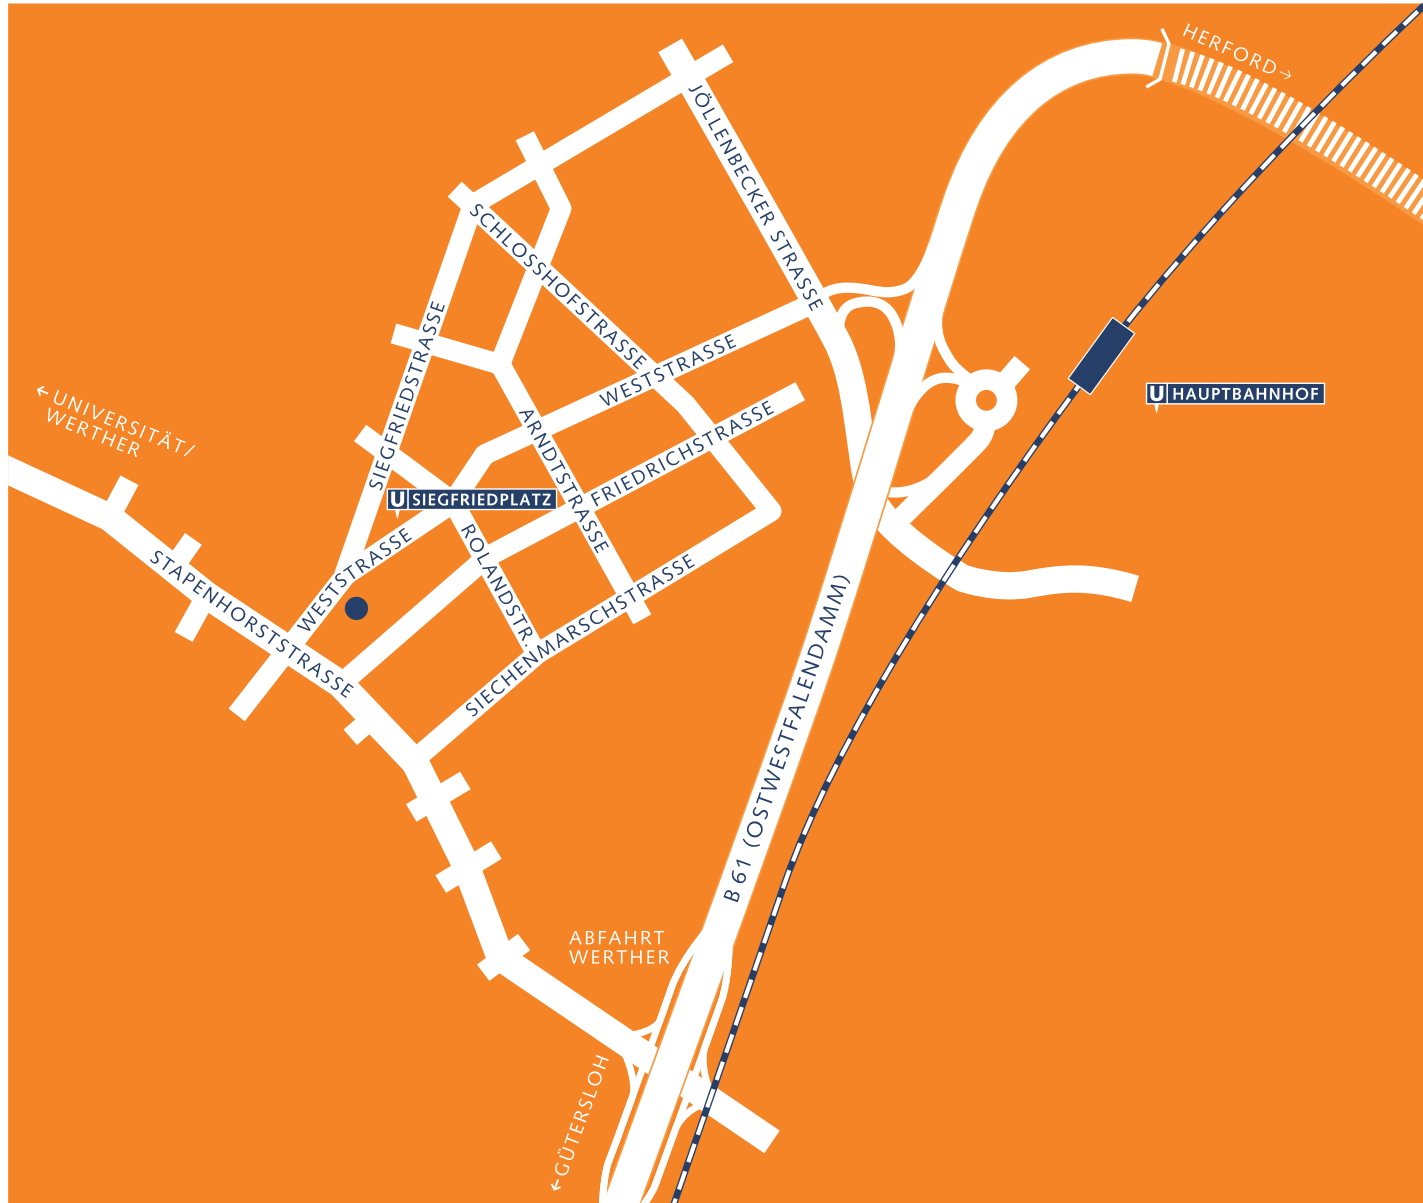 HERFORD→
JÖLLENBECKER STRASSE
SCHLOSSHOFSTRASSE
SIEGFRIEDSTRASSE
WESTSTRASSE
U HAUPTBAHNHOF
←UNIVERSITÄT/
WERTHER
ARNDTSTRASSE
FRIEDRICHSTRASSE
U SIEGFRIEDPLATZ
ROLANDSTR.
WESTSTRASSE
STAPENHORSTSTRASSE
SIECHENMARSCHSTRASSE
B 61 (OSTWESTFALENDAMM)
ABFAHRT
WERTHER
←GÜTERSLOH